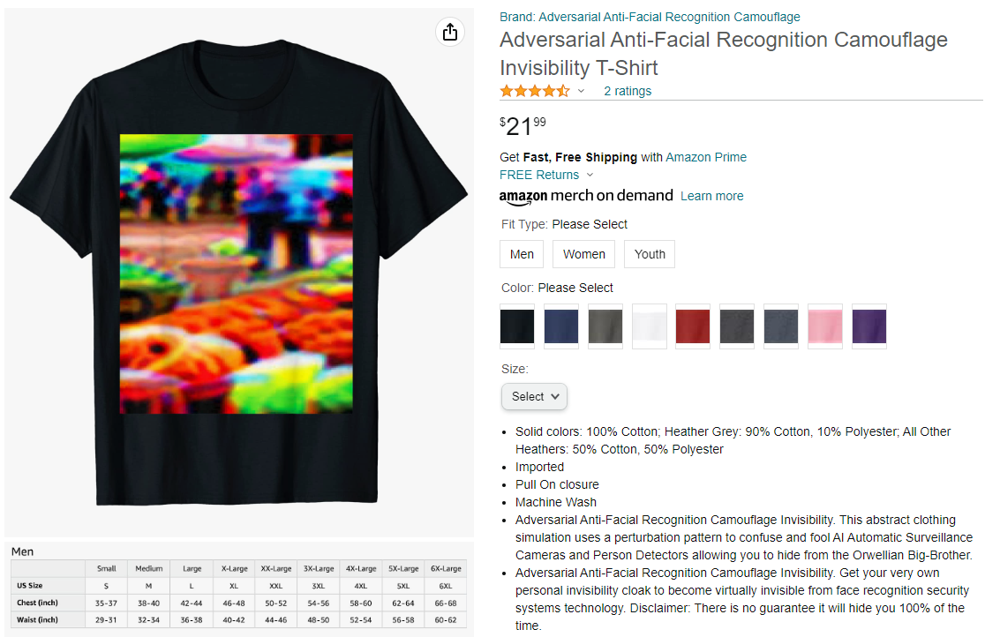 Brand: Adversarial Anti-Facial Recognition Camouflage
Adversarial Anti-Facial Recognition Camouflage
Invisibility T-Shirt
2 ratings
$21 99
Get Fast, Free Shipping with Amazon Prime
FREE Returns
amazon merch on demand Learn more
Fit Type: Please Select
Men Women Youth
Color: Please Select
Size:
Select
Solid colors: 100% Cotton; Heather Grey: 90% Cotton, 10% Polyester; All Other
Heathers: 50% Cotton, 50% Polyester
Imported
Pull On closure
Machine Wash
Adversarial Anti-Facial Recognition Camouflage Invisibility. This abstract clothing
simulation uses a perturbation pattern to confuse and fool AI Automatic Surveillance
Cameras and Person Detectors allowing you to hide from the Orwellian Big-Brother.
Adversarial Anti-Facial Recognition Camouflage Invisibility. Get your very own
personal invisibility cloak to become virtually invisible from face recognition security
systems technology. Disclaimer: There is no guarantee it will hide you 100% of the
time.
Men
Small Medium Large X-Large XX-Large 3X-Large 4X-Large 5X-Large 6X-Large
US Size S M L XL XXL 3XL 4XL 5XL 6XL
Chest (inch) 35-37 38-40 42-44 46-48 50-52 54-56 58-60 62-64 66-68
Waist (inch) 29-31 32-34 36-38 40-42 44-46 48-50 52-54 56-58 60-62